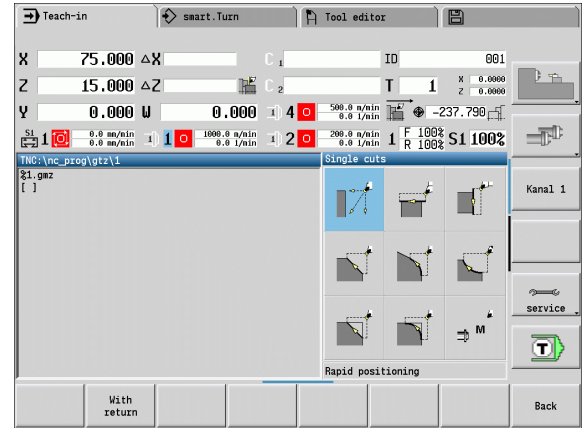 Teach-in smart.Turn Tool editor
X 75.000 ΔX C 1 ID 001
Z 15.000 ΔZ C 2 T 1 X 0.0000
Z 0.0000
Y 0.000 W 0.000 4 500.0 m/min
0.0 1/min -237.790
S1 1 0.0 mm/min
0.0 mm/min 1 1000.0 m/min
0.0 1/min 2 200.0 m/min
0.0 1/min 1 F 100%
R 100% S1 100%
TNC:\nc_prog\gtz\1 Single cuts
%1.gmz
[ ]
Kanal 1
service
M
T
Rapid positioning
With
return
Back